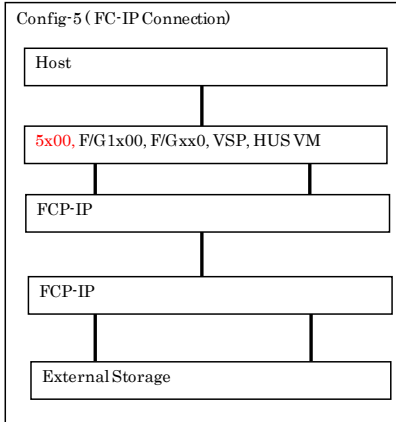 Config-5 ( FC-IP Connection)
Host
5x00, F/G1x00, F/Gxx0, VSP, HUS VM
FCP-IP
FCP-IP
External Storage